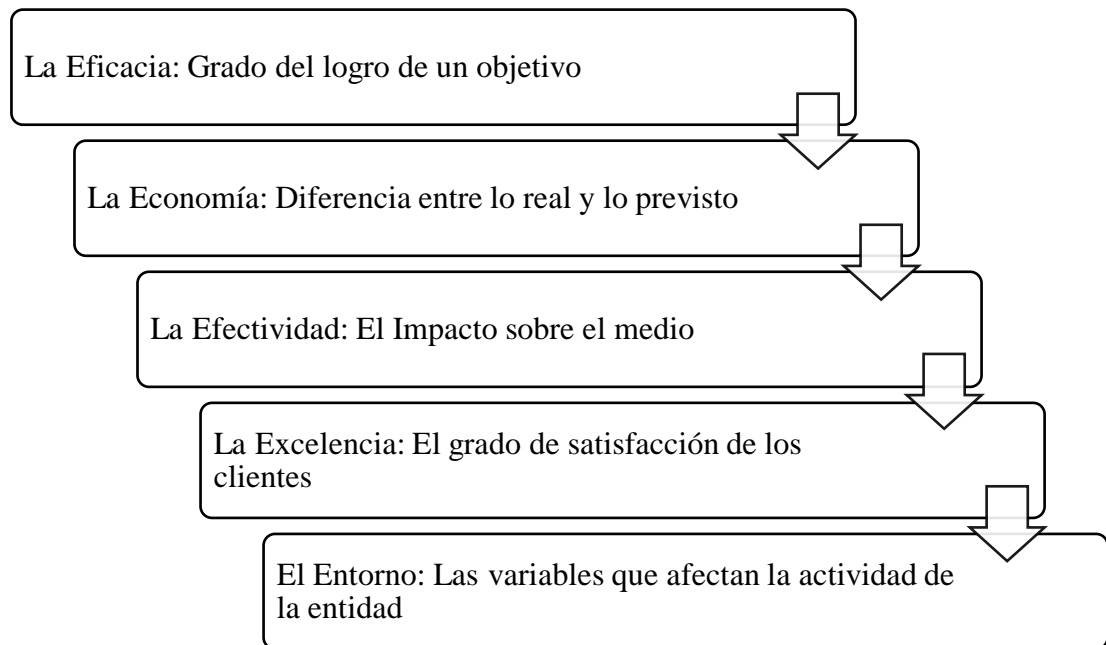 La Eficacia: Grado del logro de un objetivo
La Economía: Diferencia entre lo real y lo previsto
La Efectividad: El Impacto sobre el medio
La Excelencia: El grado de satisfacción de los
clientes
El Entorno: Las variables que afectan la actividad de
la entidad